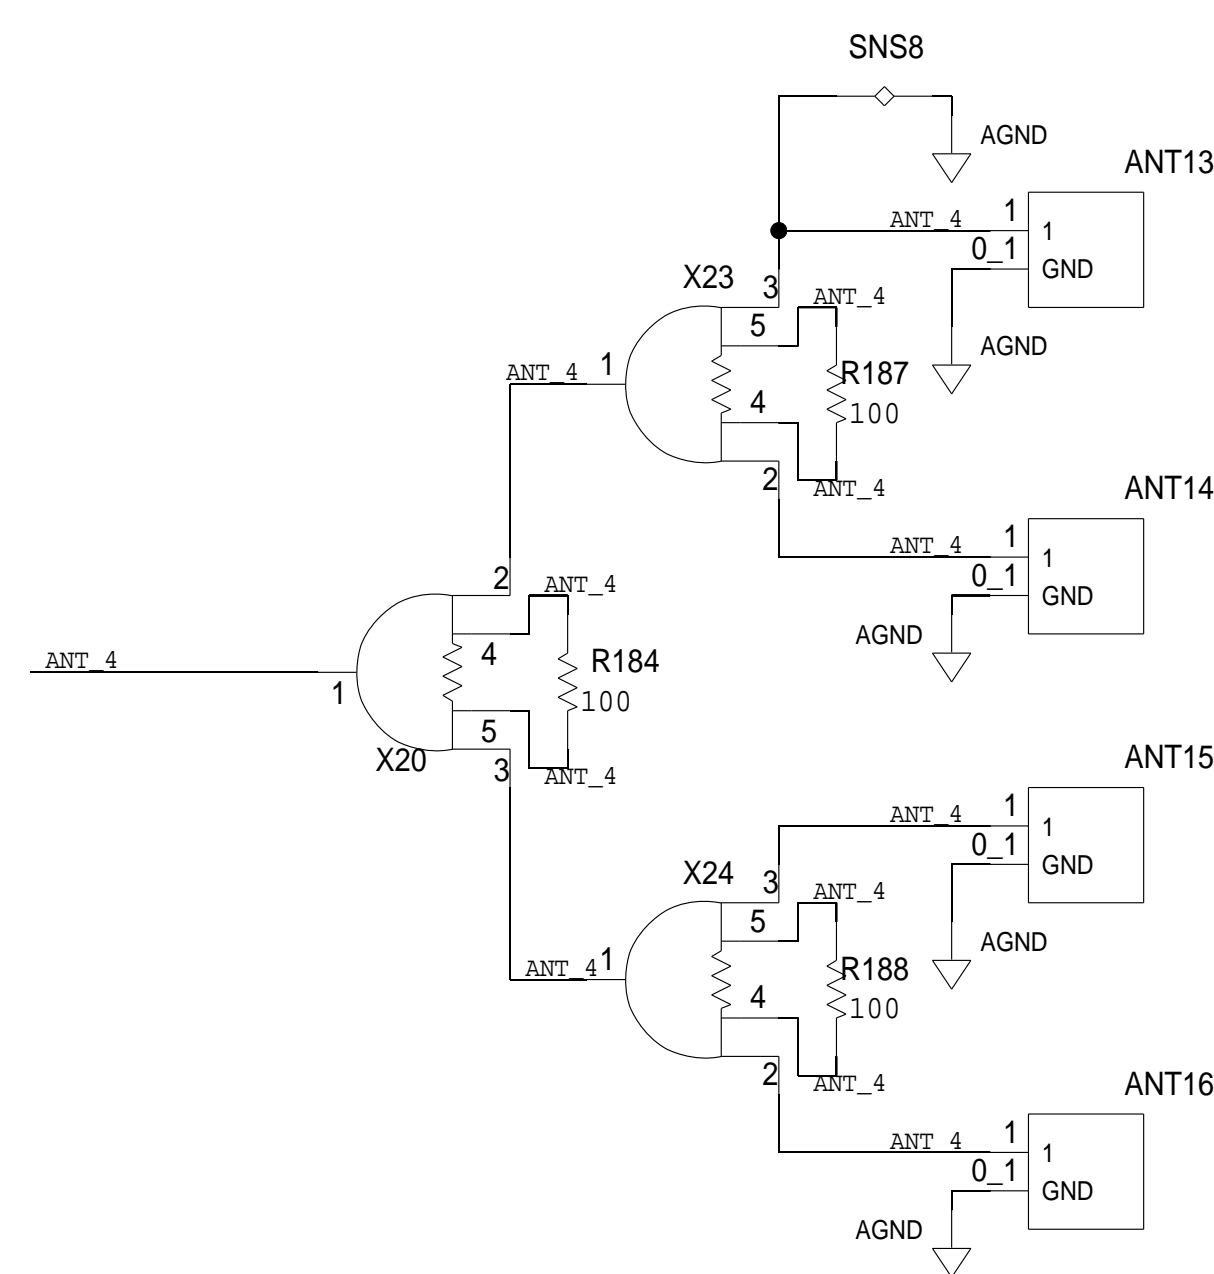 SNS8
AGND
ANT13
ANT_4 1
1
0_1
GND
X23
3
ANT_4
5
AGND
ANT_4
1
R187
4
100
2
ANT_4
ANT14
ANT_4 1
1
0_1
GND
2
ANT_4
AGND
4
R184
ANT_4
1
100
5
X20
3
ANT_4
ANT15
ANT_4 1
1
0_1
GND
X24
3
ANT_4
5
AGND
ANT_4
1
R188
4
100
2
ANT_4
ANT16
ANT_4 1
1
0_1
GND
AGND